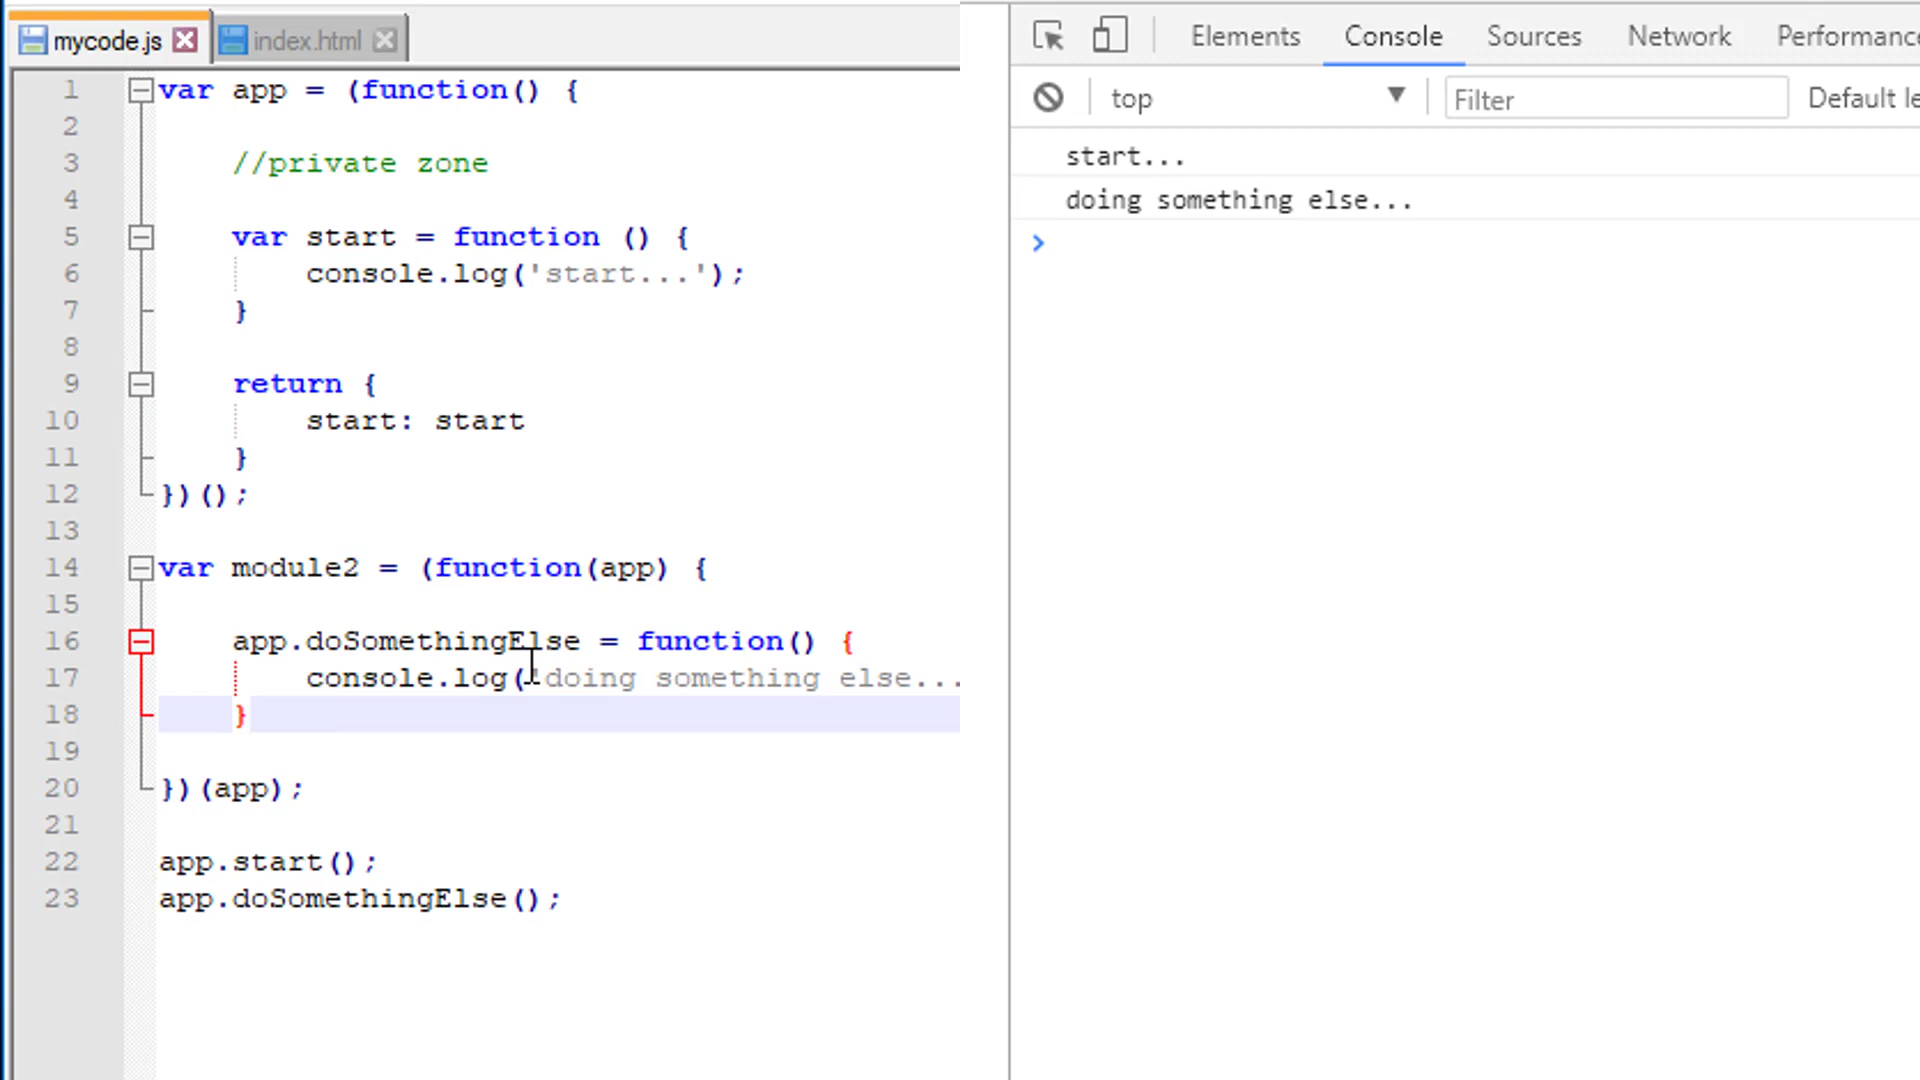 mycode.js index.html
1 var app = (function() {
2
3 //private zone
4
5 var start = function () {
6 console.log('start...');
7 }
8
9 return {
10 start: start
11 }
12 })();
13
14 var module2 = (function(app) {
15
16 app.doSomethingElse = function() {
17 console.log('doing something else...
18 }
19
20 })(app);
21
22 app.start();
23 app.doSomethingElse();
Elements Console Sources Network Performance
top Filter Default le
start...
doing something else...